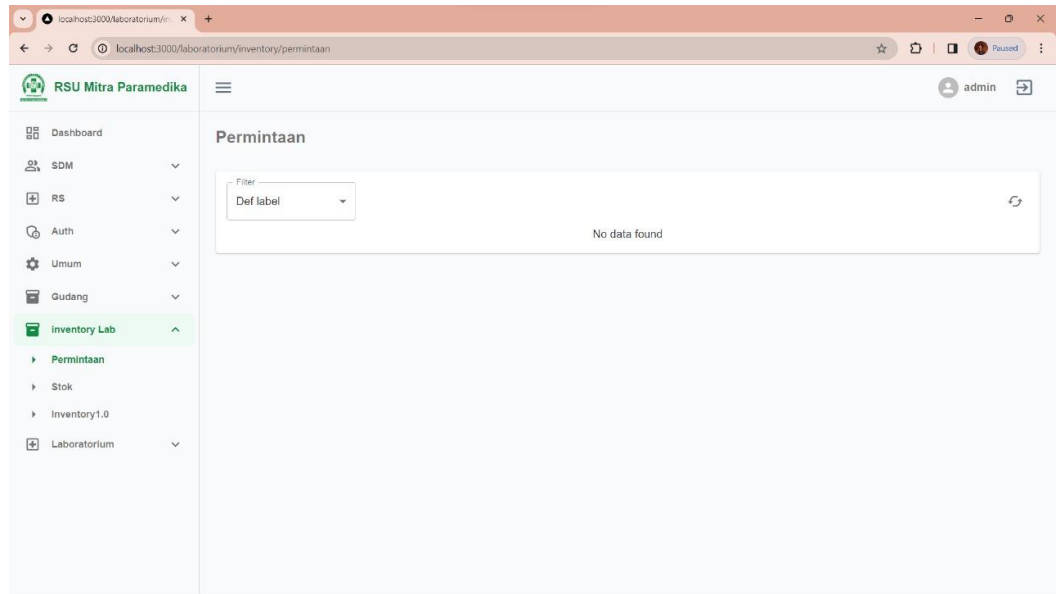 localhost:3000/laboratorium/in
localhost:3000/laboratorium/inventory/permintaan
Paused
RSU Mitra Paramedika
admin
Dashboard
SDM
RS
Auth
Umum
Gudang
inventory Lab
Permintaan
Stok
Inventory1.0
Laboratorium
Permintaan
Filter
Def label
No data found